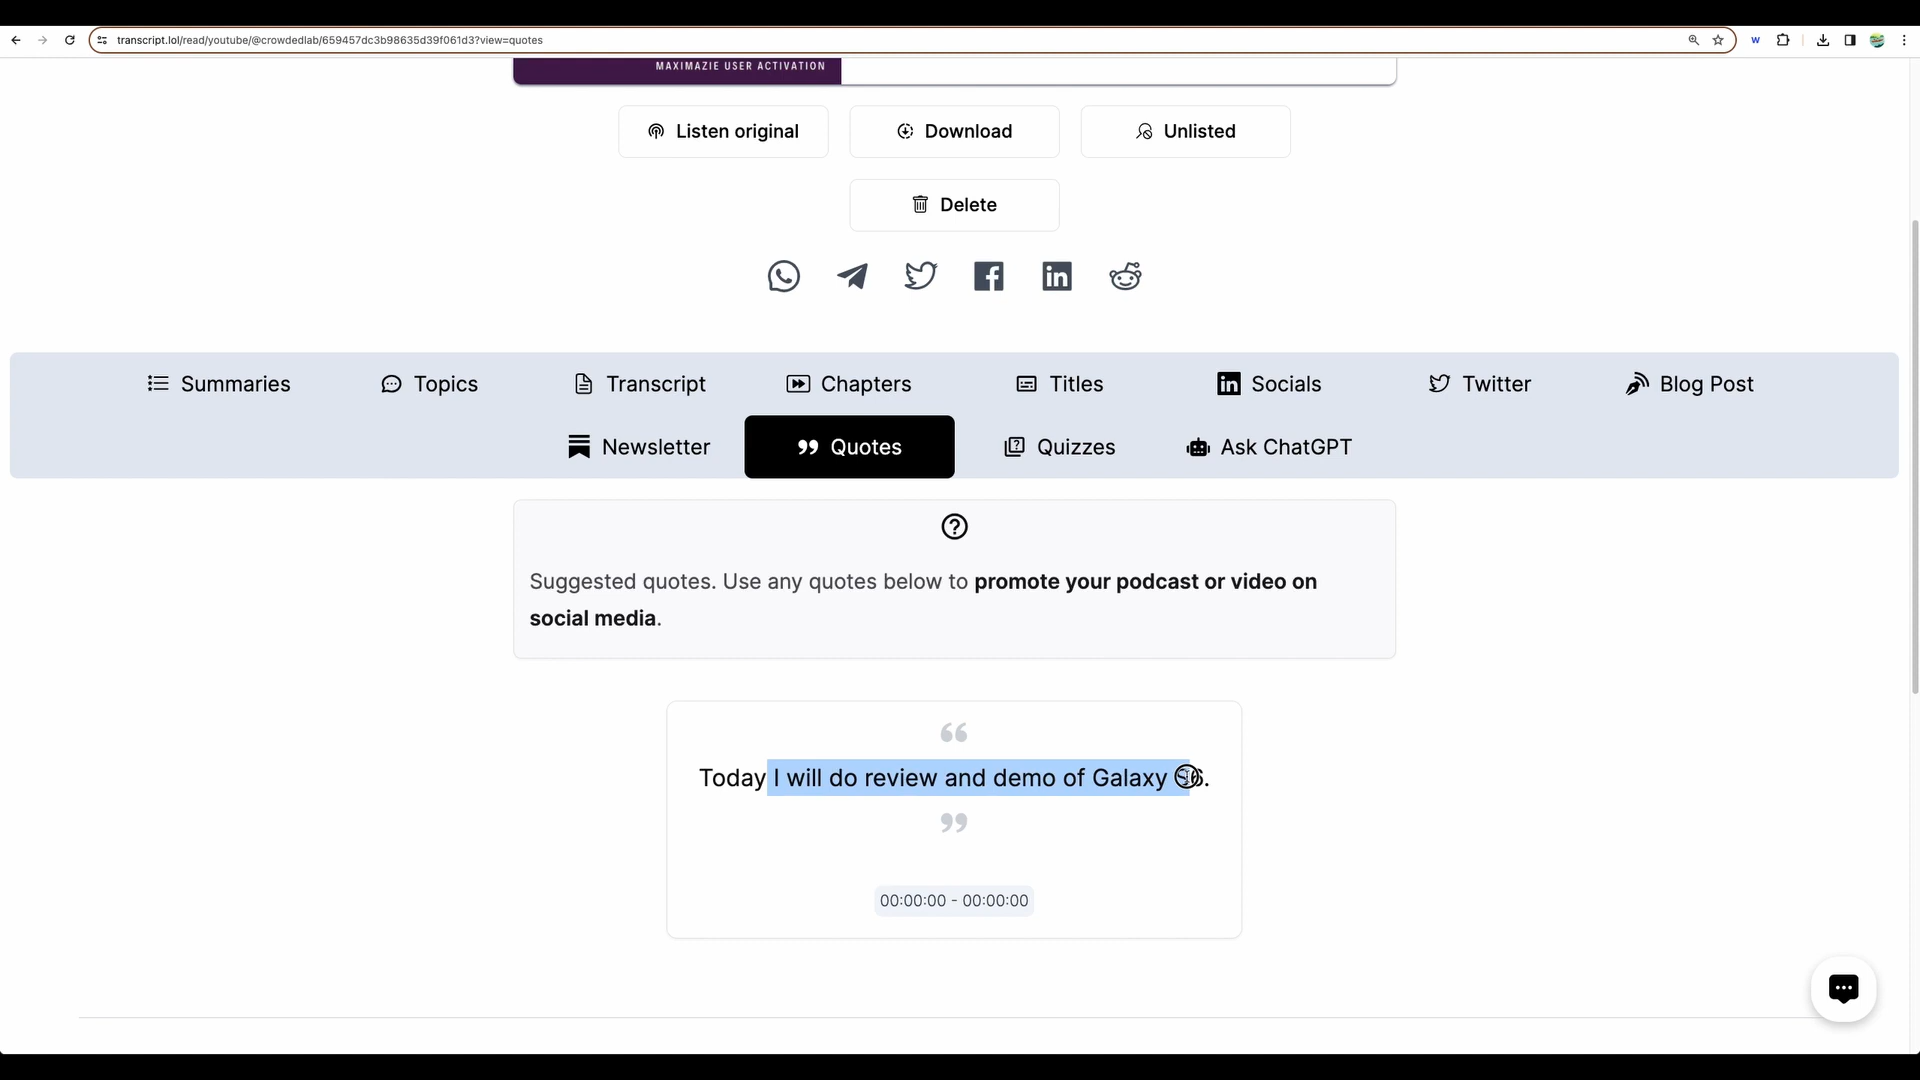 transcript.lol/read/youtube/@crowdedlab/659457dc3b98635d39f061d3?view=quotes
W
MAXIMAZIE USER ACTIVATION
Listen original
Download
Unlisted
Delete
Summaries
Topics
Transcript
Chapters
Titles
Socials
Twitter
Blog Post
Newsletter
Quotes
Quizzes
Ask ChatGPT
Suggested quotes. Use any quotes below to promote your podcast or video on
social media.
“
Today I will do review and demo of Galaxy
”
00:00:00 - 00:00:00